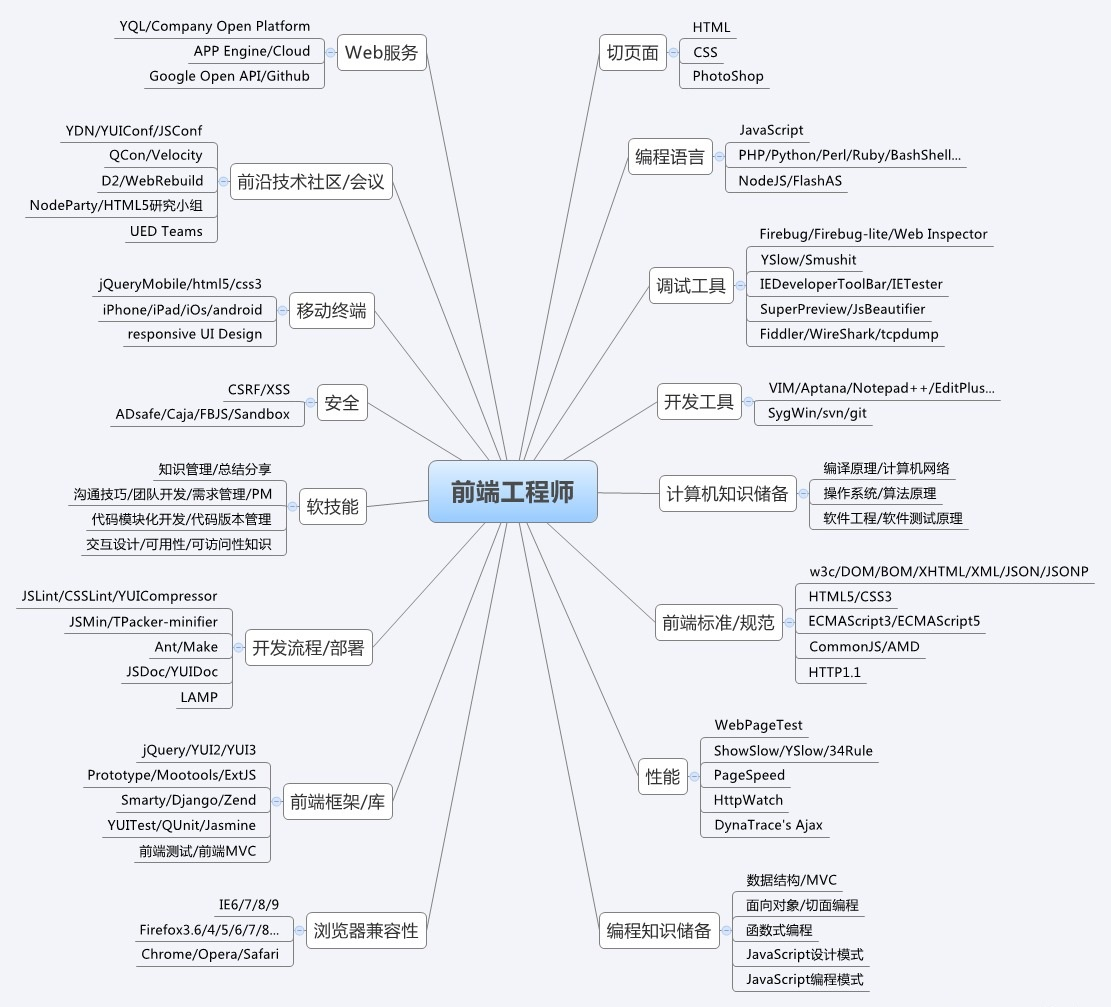 前端工程师
切页面
HTML
CSS
PhotoShop
编程语言
JavaScript
PHP/Python/Perl/Ruby/BashShell...
NodeJS/FlashAS
调试工具
Firebug/Firebug-lite/Web Inspector
YSlow/Smushit
IEDeveloperToolBar/IETester
SuperPreview/JsBeautifier
Fiddler/WireShark/tcpdump
开发工具
VIM/Aptana/Notepad++/EditPlus...
SygWin/svn/git
计算机知识储备
编译原理/计算机网络
操作系统/算法原理
软件工程/软件测试原理
前端标准/规范
w3c/DOM/BOM/XHTML/XML/JSON/JSONP
HTML5/CSS3
ECMAScript3/ECMAScript5
CommonJS/AMD
HTTP1.1
性能
WebPageTest
ShowSlow/YSlow/34Rule
PageSpeed
HttpWatch
DynaTrace's Ajax
编程知识储备
数据结构/MVC
面向对象/切面编程
函数式编程
JavaScript设计模式
JavaScript编程模式
Web服务
YQL/Company Open Platform
APP Engine/Cloud
Google Open API/Github
前沿技术社区/会议
YDN/YUIConf/JSConf
QCon/Velocity
D2/WebRebuild
NodeParty/HTML5研究小组
UED Teams
移动终端
jQueryMobile/html5/css3
iPhone/iPad/iOs/android
responsive UI Design
安全
CSRF/XSS
ADsafe/Caja/FBJS/Sandbox
软技能
知识管理/总结分享
沟通技巧/团队开发/需求管理/PM
代码模块化开发/代码版本管理
交互设计/可用性/可访问性知识
开发流程/部署
JSLint/CSSLint/YUICompressor
JSMin/TPacker-minifier
Ant/Make
JSDoc/YUIDoc
LAMP
前端框架/库
jQuery/YUI2/YUI3
Prototype/Mootools/ExtJS
Smarty/Django/Zend
YUITest/QUnit/Jasmine
前端测试/前端MVC
浏览器兼容性
IE6/7/8/9
Firefox3.6/4/5/6/7/8...
Chrome/Opera/Safari